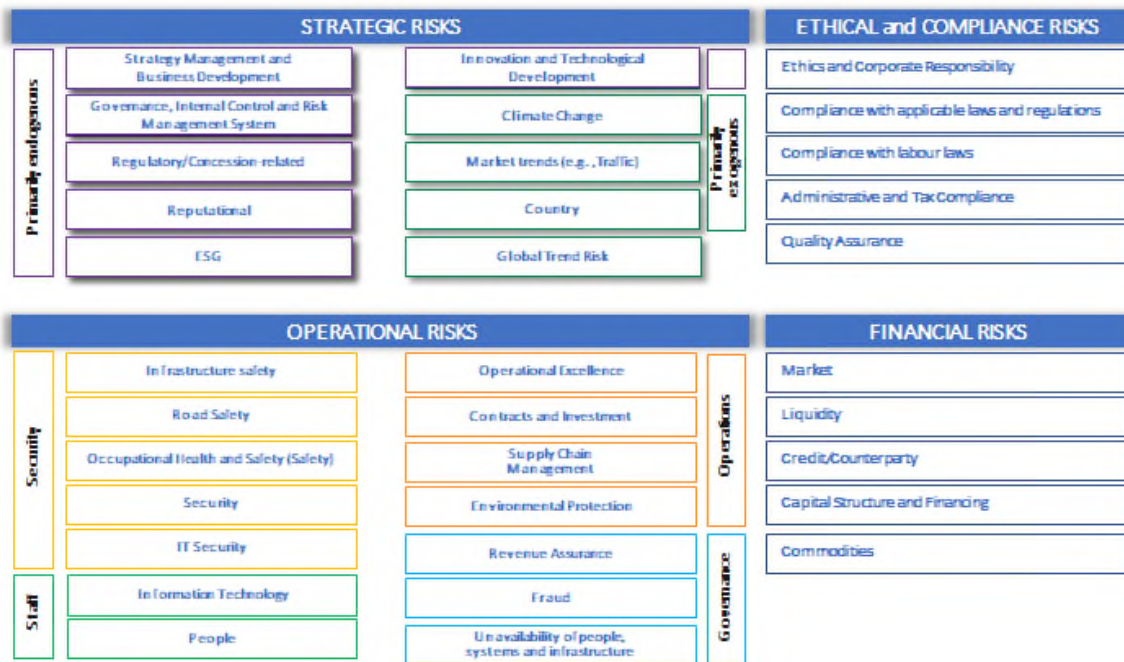 STRATEGIC RISKS
Primarily endogenous
Strategy Management and
Business Development
Governance, Internal Control and Risk
Management System
Regulatory/Concession-related
Reputational
ESG
Innovation and Technological
Development
Climate Change
Market trends (e.g., Traffic)
Country
Global Trend Risk
Primarily
exogenous
ETHICAL and COMPLIANCE RISKS
Ethics and Corporate Responsibility
Compliance with applicable laws and regulations
Compliance with labour laws
Administrative and Tax Compliance
Quality Assurance
OPERATIONAL RISKS
Security
Infrastructure safety
Road Safety
Occupational Health and Safety (Safety)
Security
IT Security
Staff
Information Technology
People
Operational Excellence
Contracts and Investment
Supply Chain
Management
Environmental Protection
Operations
Revenue Assurance
Fraud
Unavailability of people,
systems and infrastructure
Governance
FINANCIAL RISKS
Market
Liquidity
Credit/Counterparty
Capital Structure and Financing
Commodities